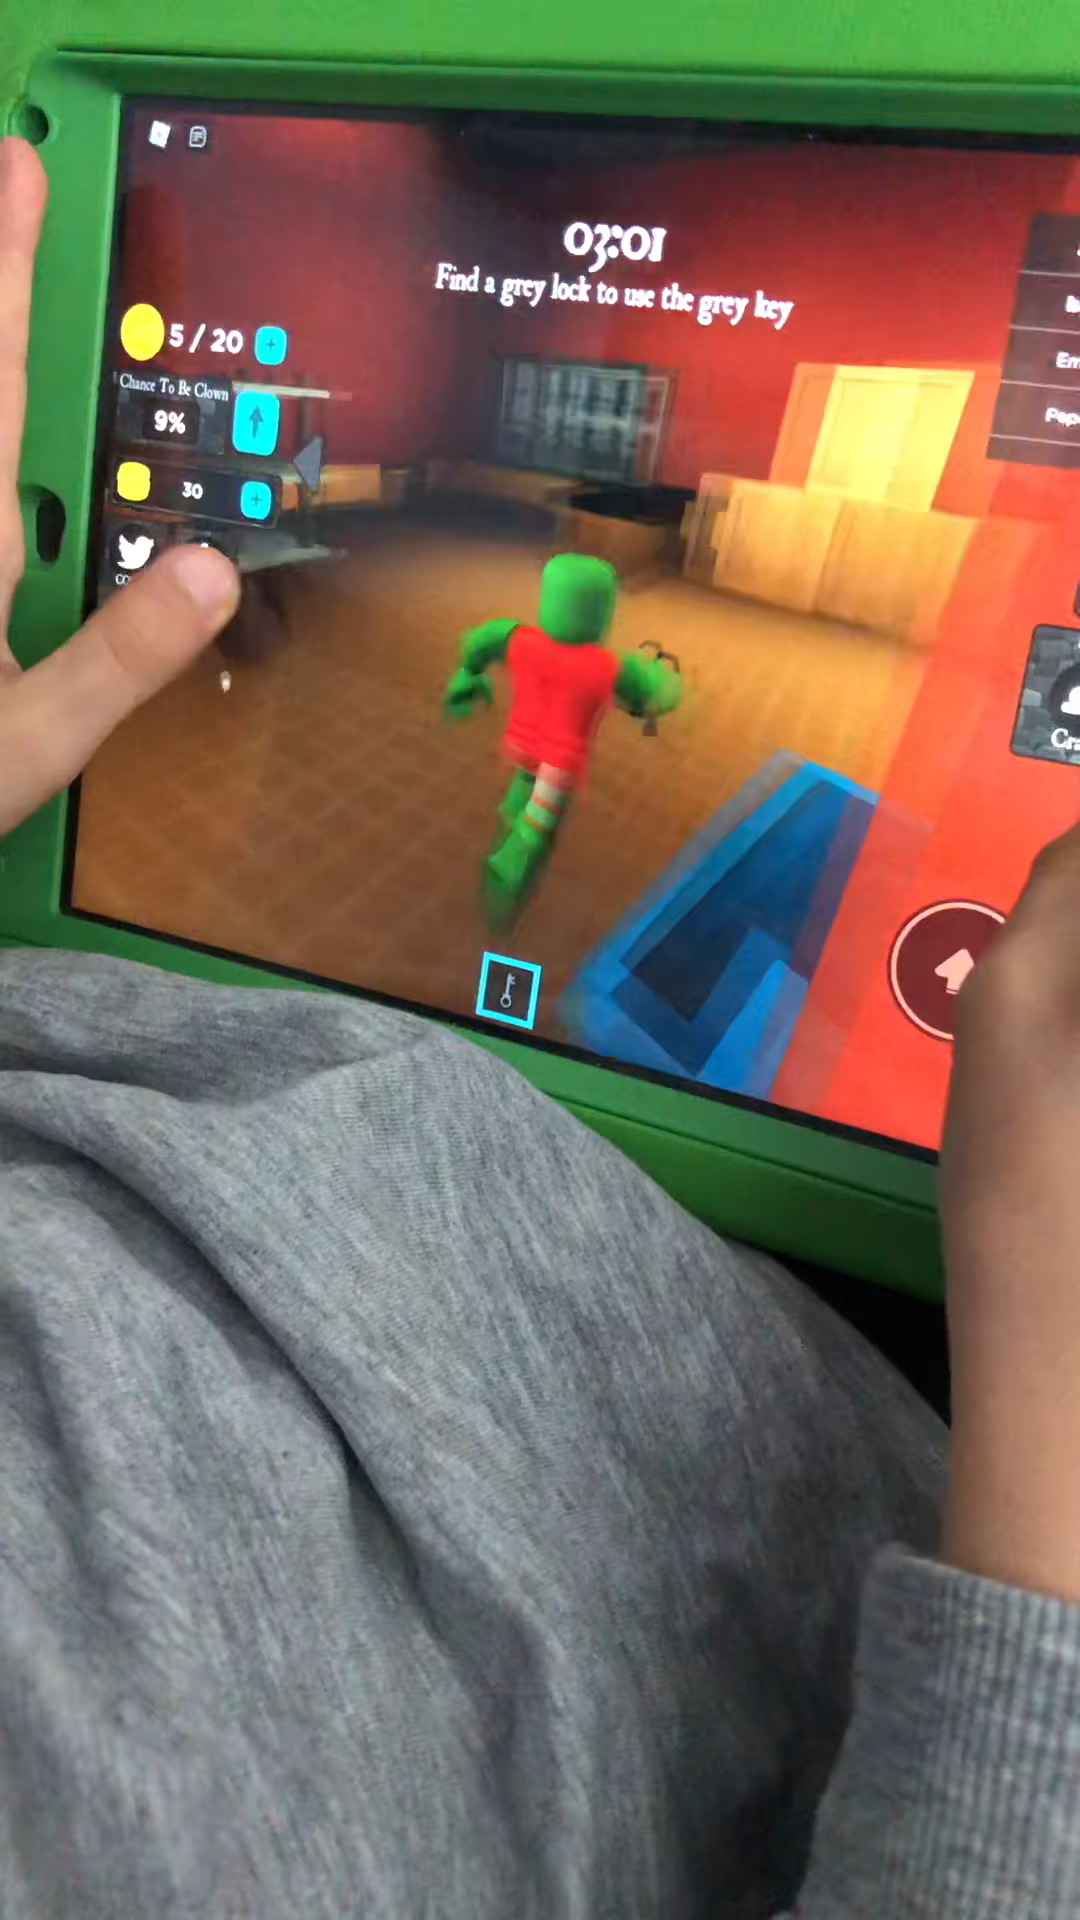 03:01
Find a grey lock to use the grey key
5 / 20
Chance To Be Clown
9%
30